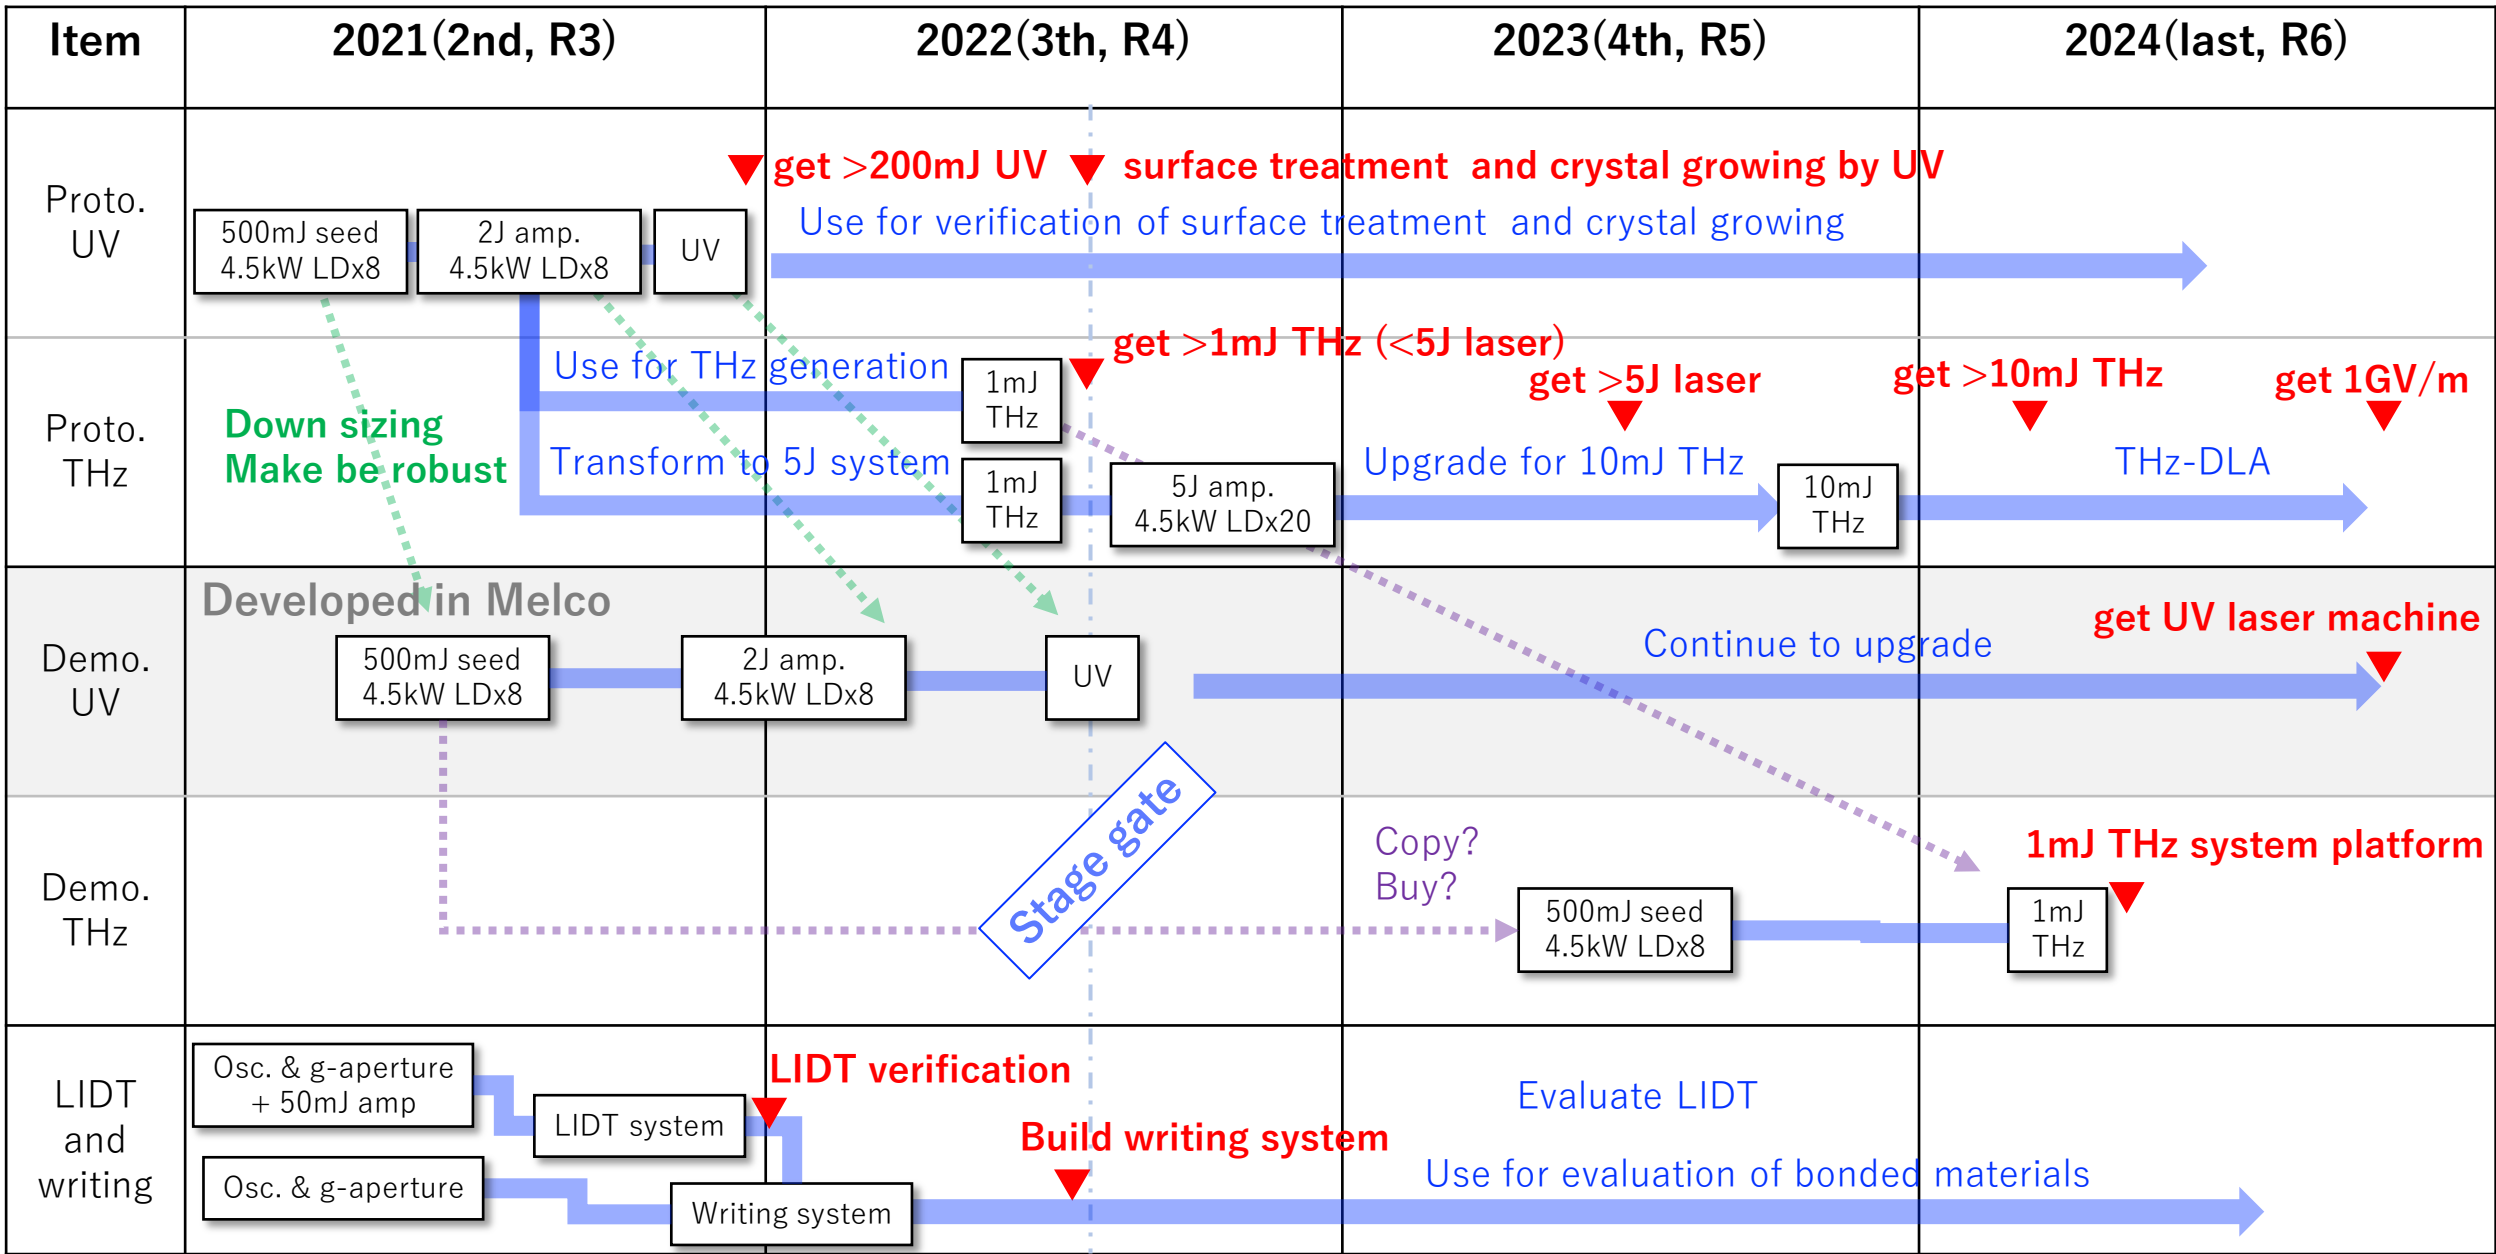 Item
2021(2nd, R3)
2022(3th, R4)
2023(4th, R5)
2024(last, R6)
Proto.
UV
get >200mJ UV
surface treatment and crystal growing by UV
Use for verification of surface treatment and crystal growing
500mJ seed
4.5kW LDx8
2J amp.
4.5kW LDx8
UV
Proto.
THz
Use for THz generation
1mJ
THz
get >1mJ THz (<5J laser)
get >5J laser
get >10mJ THz
get 1GV/m
Down sizing
Make be robust
Transform to 5J system
1mJ
THz
5J amp.
4.5kW LDx20
Upgrade for 10mJ THz
10mJ
THz
THz-DLA
Demo.
UV
Developed in Melco
500mJ seed
4.5kW LDx8
2J amp.
4.5kW LDx8
UV
Continue to upgrade
get UV laser machine
Demo.
THz
Stage gate
Copy?
Buy?
500mJ seed
4.5kW LDx8
1mJ THz system platform
1mJ
THz
LIDT
and
writing
Osc. & g-aperture
+ 50mJ amp
LIDT system
LIDT verification
Osc. & g-aperture
Writing system
Build writing system
Evaluate LIDT
Use for evaluation of bonded materials